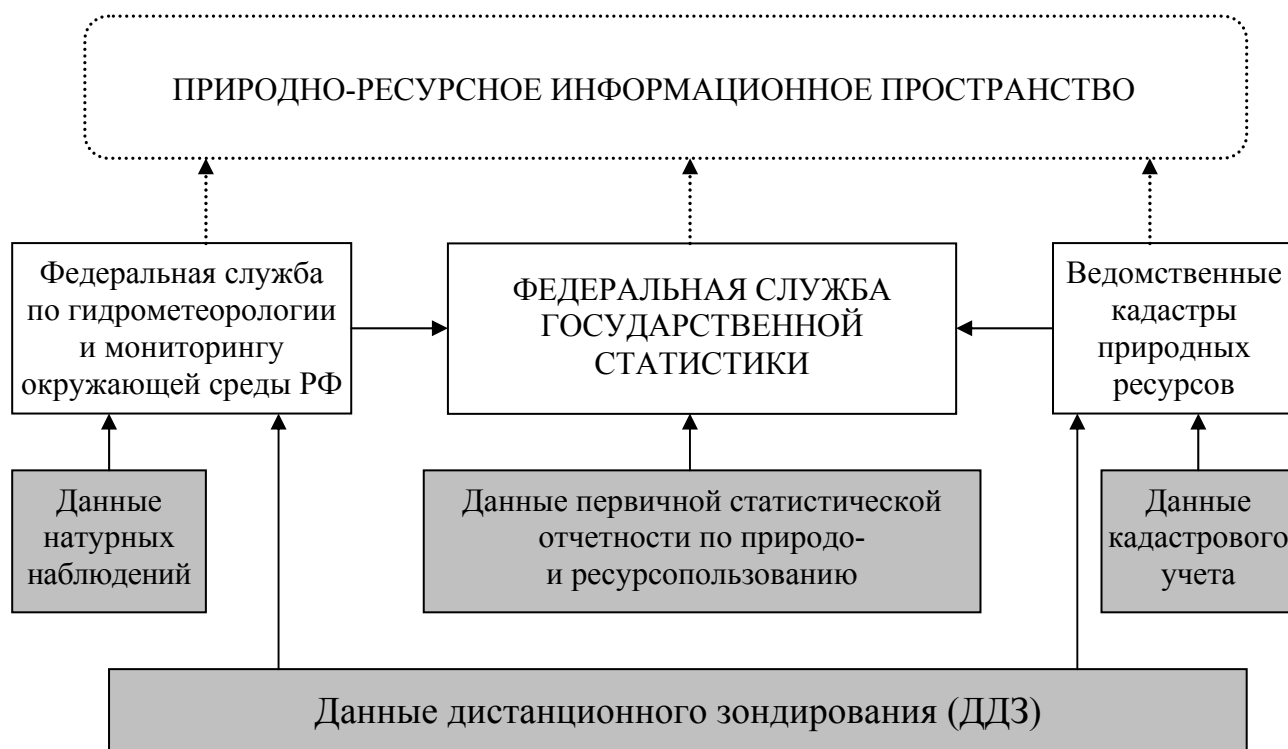 ПРИРОДНО-РЕСУРСНОЕ ИНФОРМАЦИОННОЕ ПРОСТРАНСТВО
Федеральная служба
по гидрометеорологии
и мониторингу
окружающей среды РФ
ФЕДЕРАЛЬНАЯ СЛУЖБА
ГОСУДАРСТВЕННОЙ
СТАТИСТИКИ
Ведомственные
кадастры
природных
ресурсов
Данные
натурных
наблюдений
Данные первичной статистической
отчетности по природо-
и ресурсопользованию
Данные
кадастрового
учета
Данные дистанционного зондирования (ДДЗ)